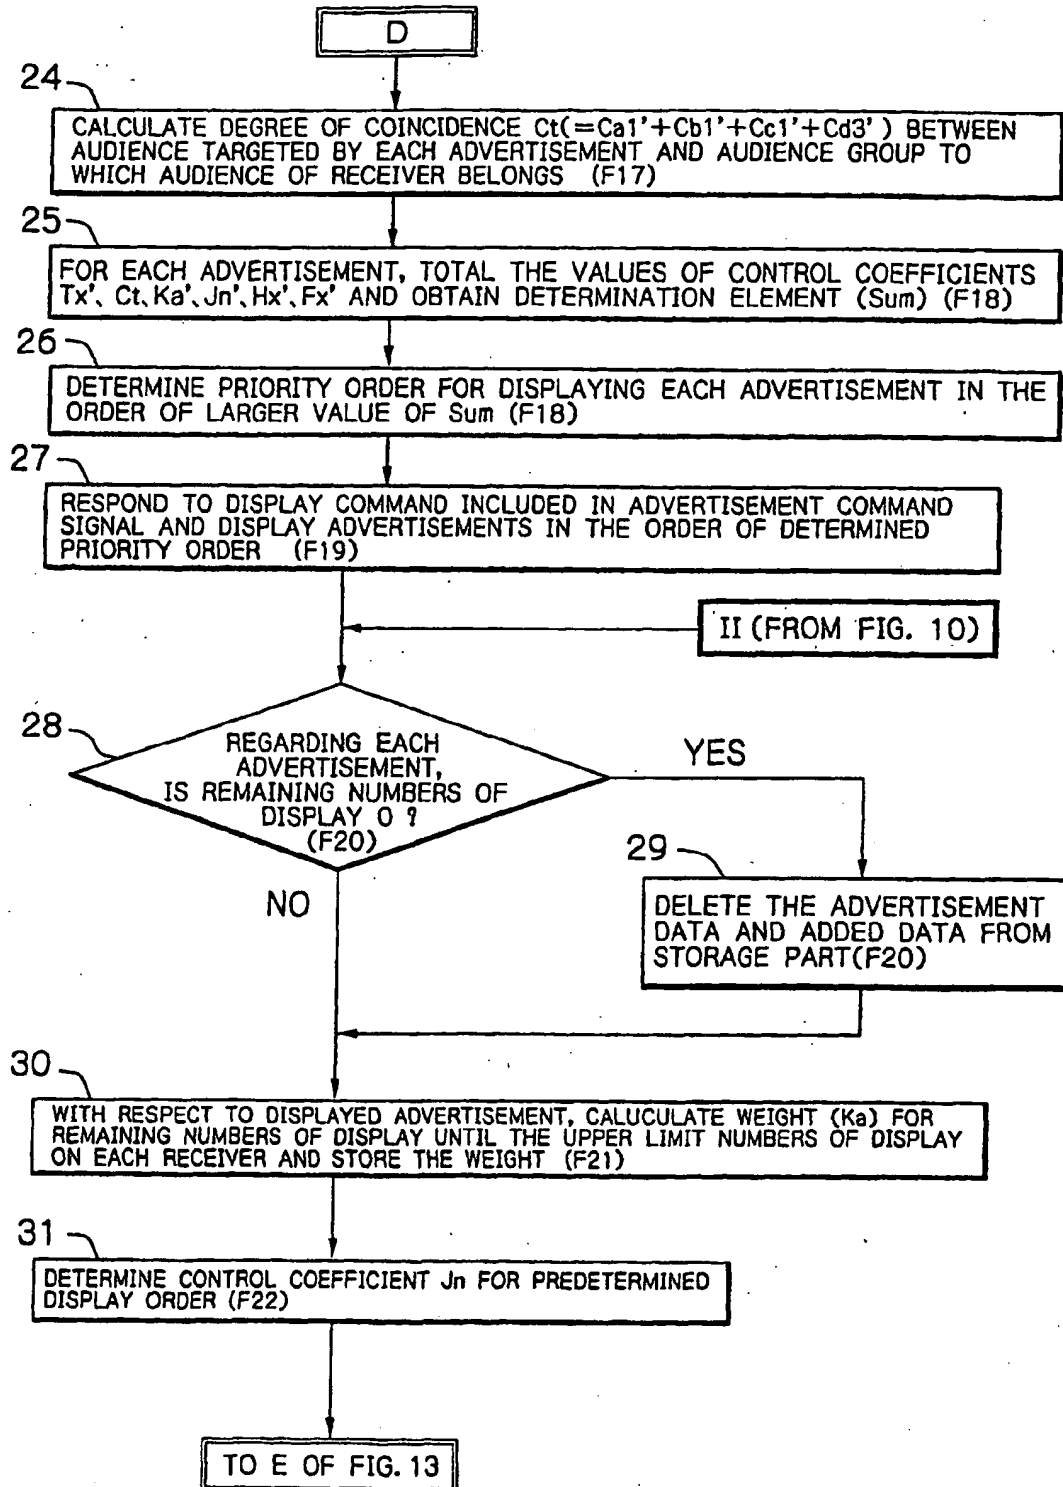 D
24
CALCULATE DEGREE OF COINCIDENCE Ct(=Ca1'+Cb1'+Cc1'+Cd3') BETWEEN
AUDIENCE TARGETED BY EACH ADVERTISEMENT AND AUDIENCE GROUP TO
WHICH AUDIENCE OF RECEIVER BELONGS (F17)
25
FOR EACH ADVERTISEMENT, TOTAL THE VALUES OF CONTROL COEFFICIENTS
Tx'、Ct、Ka'、Jn'、Hx'、Fx' AND OBTAIN DETERMINATION ELEMENT (Sum) (F18)
26
DETERMINE PRIORITY ORDER FOR DISPLAYING EACH ADVERTISEMENT IN THE
ORDER OF LARGER VALUE OF Sum (F18)
27
RESPOND TO DISPLAY COMMAND INCLUDED IN ADVERTISEMENT COMMAND
SIGNAL AND DISPLAY ADVERTISEMENTS IN THE ORDER OF DETERMINED
PRIORITY ORDER (F19)
II (FROM FIG. 10)
28
REGARDING EACH
ADVERTISEMENT,
IS REMAINING NUMBERS OF
DISPLAY 0 ?
(F20)
YES
NO
29
DELETE THE ADVERTISEMENT
DATA AND ADDED DATA FROM
STORAGE PART(F20)
30
WITH RESPECT TO DISPLAYED ADVERTISEMENT, CALUCULATE WEIGHT (Ka) FOR
REMAINING NUMBERS OF DISPLAY UNTIL THE UPPER LIMIT NUMBERS OF DISPLAY
ON EACH RECEIVER AND STORE THE WEIGHT (F21)
31
DETERMINE CONTROL COEFFICIENT Jn FOR PREDETERMINED
DISPLAY ORDER (F22)
TO E OF FIG. 13